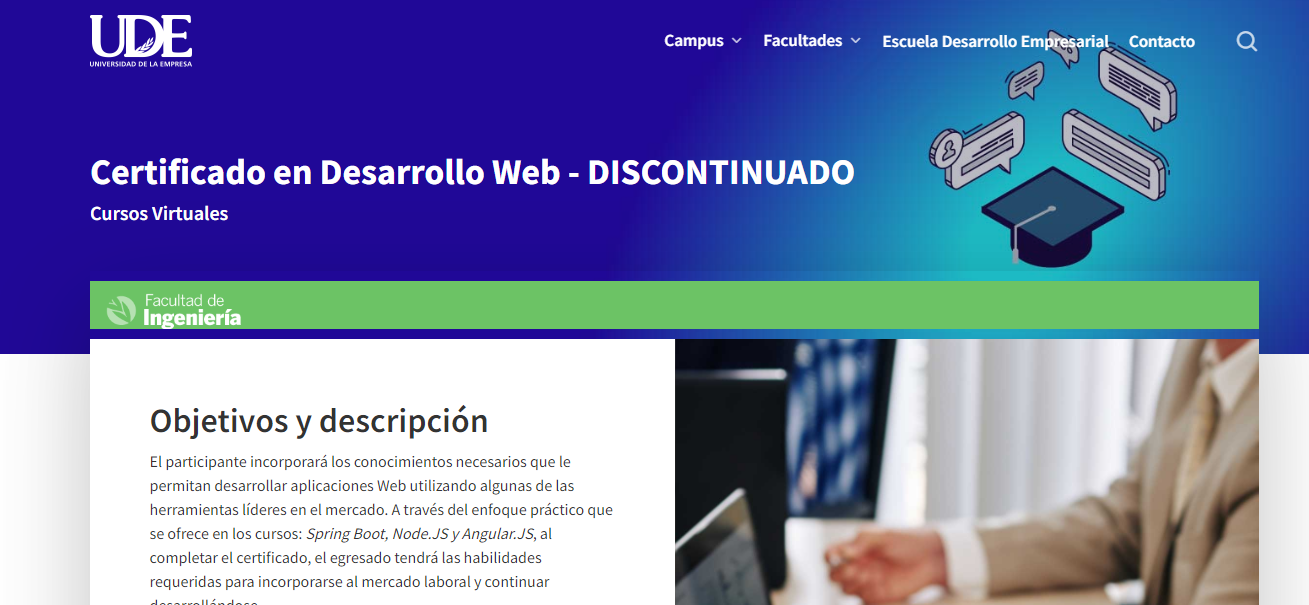 UDE
UNIVERSIDAD DE LA EMPRESA
Campus Facultades Escuela Desarrollo Empresarial Contacto
Certificado en Desarrollo Web - DISCONTINUADO
Cursos Virtuales
Facultad de
Ingeniería
Objetivos y descripción
El participante incorporará los conocimientos necesarios que le
permitan desarrollar aplicaciones Web utilizando algunas de las
herramientas líderes en el mercado. A través del enfoque práctico que
se ofrece en los cursos: Spring Boot, Node.JS y Angular.JS, al
completar el certificado, el egresado tendrá las habilidades
requeridas para incorporarse al mercado laboral y continuar
desarrollándose.